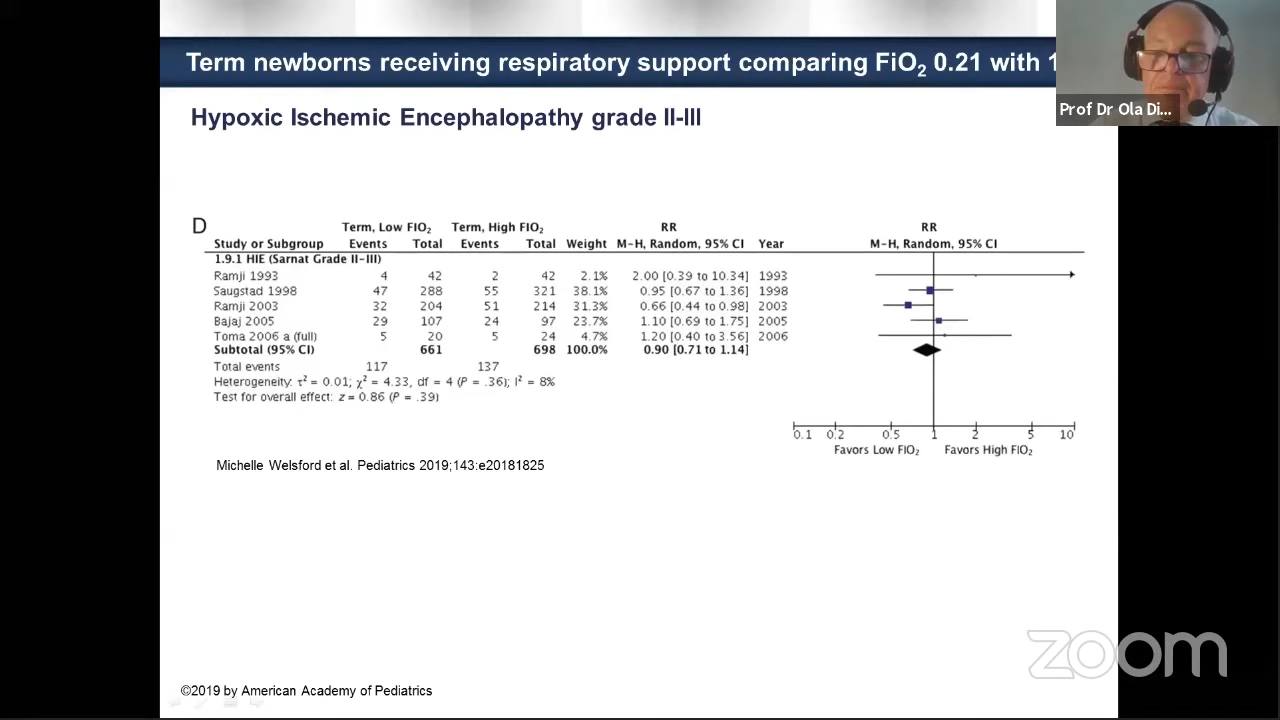 Term newborns receiving respiratory support comparing FiO2 0.21 with 1
Prof Dr Ola Di...
Hypoxic Ischemic Encephalopathy grade II-III
D
Term, Low FIO2 Term, High FIO2 RR RR
Study or Subgroup Events Total Events Total Weight M-H, Random, 95% CI Year M-H, Random, 95% CI
1.9.1 HIE (Sarnat Grade II–III)
Ramji 1993 4 42 2 42 2.1% 2.00 [0.39 to 10.34] 1993
Saugstad 1998 47 288 55 321 38.1% 0.95 [0.67 to 1.36] 1998
Ramji 2003 32 204 51 214 31.3% 0.66 [0.44 to 0.98] 2003
Bajaj 2005 29 107 24 97 23.7% 1.10 [0.69 to 1.75] 2005
Toma 2006 a (full) 5 20 5 24 4.7% 1.20 [0.40 to 3.56] 2006
Subtotal (95% CI) 661 698 100.0% 0.90 [0.71 to 1.14]
Total events 117 137
Heterogeneity: τ² = 0.01; χ² = 4.33, df = 4 (P = .36); I² = 8%
Test for overall effect: z = 0.86 (P = .39)
0.1 0.2 0.5 1 2 5 10
Favors Low FIO2 Favors High FIO2
Michelle Welsford et al. Pediatrics 2019;143:e20181825
zoom
©2019 by American Academy of Pediatrics